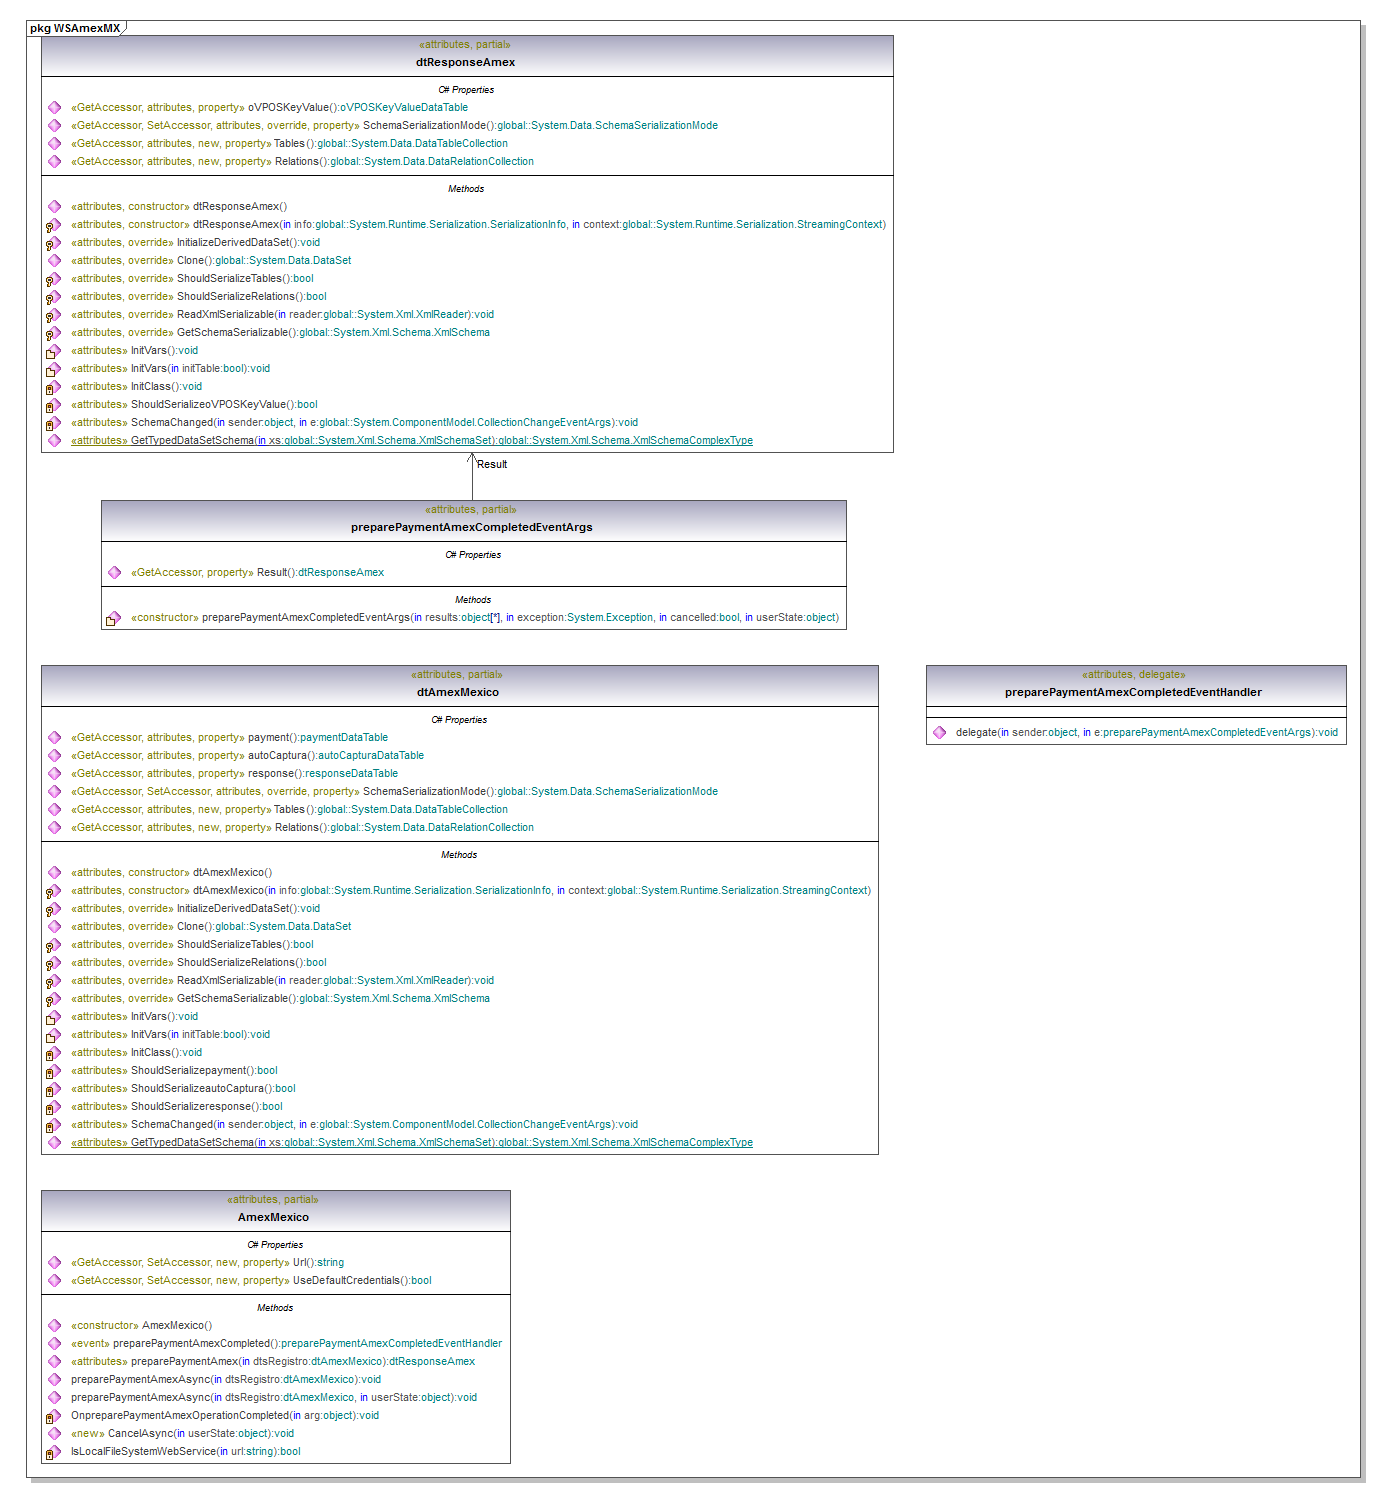 pkg WSAmexMX
«attributes, partial»
dtResponseAmex
C# Properties
«GetAccessor, attributes, property» oVPOSKeyValue():oVPOSKeyValueDataTable
«GetAccessor, SetAccessor, attributes, override, property» SchemaSerializationMode():global::System.Data.SchemaSerializationMode
«GetAccessor, attributes, new, property» Tables():global::System.Data.DataTableCollection
«GetAccessor, attributes, new, property» Relations():global::System.Data.DataRelationCollection
Methods
«attributes, constructor» dtResponseAmex()
«attributes, constructor» dtResponseAmex(in info:global::System.Runtime.Serialization.SerializationInfo, in context:global::System.Runtime.Serialization.StreamingContext)
«attributes, override» InitializeDerivedDataSet():void
«attributes, override» Clone():global::System.Data.DataSet
«attributes, override» ShouldSerializeTables():bool
«attributes, override» ShouldSerializeRelations():bool
«attributes, override» ReadXmlSerializable(in reader:global::System.Xml.XmlReader):void
«attributes, override» GetSchemaSerializable():global::System.Xml.Schema.XmlSchema
«attributes» InitVars():void
«attributes» InitVars(in initTable:bool):void
«attributes» InitClass():void
«attributes» ShouldSerializeoVPOSKeyValue():bool
«attributes» SchemaChanged(in sender:object, in e:global::System.ComponentModel.CollectionChangeEventArgs):void
«attributes» GetTypedDataSetSchema(in xs:global::System.Xml.Schema.XmlSchemaSet):global::System.Xml.Schema.XmlSchemaComplexType
Result
«attributes, partial»
preparePaymentAmexCompletedEventArgs
C# Properties
«GetAccessor, property» Result():dtResponseAmex
Methods
«constructor» preparePaymentAmexCompletedEventArgs(in results:object[*], in exception:System.Exception, in cancelled:bool, in userState:object)
«attributes, partial»
dtAmexMexico
C# Properties
«GetAccessor, attributes, property» payment():paymentDataTable
«GetAccessor, attributes, property» autoCaptura():autoCapturaDataTable
«GetAccessor, attributes, property» response():responseDataTable
«GetAccessor, SetAccessor, attributes, override, property» SchemaSerializationMode():global::System.Data.SchemaSerializationMode
«GetAccessor, attributes, new, property» Tables():global::System.Data.DataTableCollection
«GetAccessor, attributes, new, property» Relations():global::System.Data.DataRelationCollection
Methods
«attributes, constructor» dtAmexMexico()
«attributes, constructor» dtAmexMexico(in info:global::System.Runtime.Serialization.SerializationInfo, in context:global::System.Runtime.Serialization.StreamingContext)
«attributes, override» InitializeDerivedDataSet():void
«attributes, override» Clone():global::System.Data.DataSet
«attributes, override» ShouldSerializeTables():bool
«attributes, override» ShouldSerializeRelations():bool
«attributes, override» ReadXmlSerializable(in reader:global::System.Xml.XmlReader):void
«attributes, override» GetSchemaSerializable():global::System.Xml.Schema.XmlSchema
«attributes» InitVars():void
«attributes» InitVars(in initTable:bool):void
«attributes» InitClass():void
«attributes» ShouldSerializepayment():bool
«attributes» ShouldSerializeautoCaptura():bool
«attributes» ShouldSerializeresponse():bool
«attributes» SchemaChanged(in sender:object, in e:global::System.ComponentModel.CollectionChangeEventArgs):void
«attributes» GetTypedDataSetSchema(in xs:global::System.Xml.Schema.XmlSchemaSet):global::System.Xml.Schema.XmlSchemaComplexType
«attributes, delegate»
preparePaymentAmexCompletedEventHandler
delegate(in sender:object, in e:preparePaymentAmexCompletedEventArgs):void
«attributes, partial»
AmexMexico
C# Properties
«GetAccessor, SetAccessor, new, property» Url():string
«GetAccessor, SetAccessor, new, property» UseDefaultCredentials():bool
Methods
«constructor» AmexMexico()
«event» preparePaymentAmexCompleted():preparePaymentAmexCompletedEventHandler
«attributes» preparePaymentAmex(in dtsRegistro:dtAmexMexico):dtResponseAmex
preparePaymentAmexAsync(in dtsRegistro:dtAmexMexico):void
preparePaymentAmexAsync(in dtsRegistro:dtAmexMexico, in userState:object):void
OnpreparePaymentAmexOperationCompleted(in arg:object):void
«new» CancelAsync(in userState:object):void
IsLocalFileSystemWebService(in url:string):bool